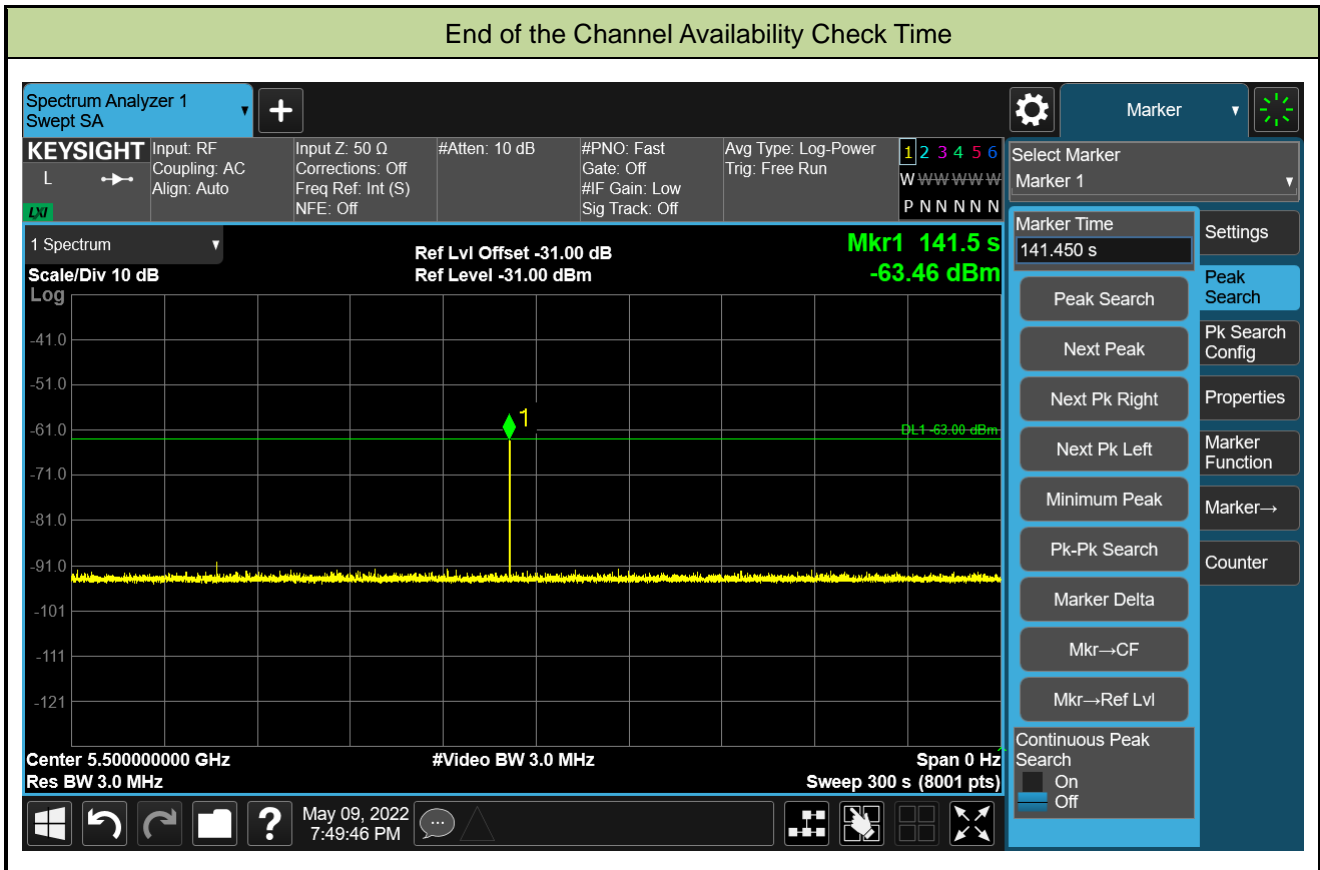 End of the Channel Availability Check Time
Spectrum Analyzer 1
Swept SA
Marker
KEYSIGHT
L
LXI
Input: RF
Coupling: AC
Align: Auto
Input Z: 50 Ω
Corrections: Off
Freq Ref: Int (S)
NFE: Off
#Atten: 10 dB
#PNO: Fast
Gate: Off
#IF Gain: Low
Sig Track: Off
Avg Type: Log-Power
Trig: Free Run
1 2 3 4 5 6
W W W W W W
P N N N N N
Select Marker
Marker 1
1 Spectrum
Scale/Div 10 dB
Log
Ref Lvl Offset -31.00 dB
Ref Level -31.00 dBm
Mkr1 141.5 s
-63.46 dBm
-41.0
-51.0
-61.0
-71.0
-81.0
-91.0
-101
-111
-121
1
DL1 -63.00 dBm
Center 5.500000000 GHz
Res BW 3.0 MHz
#Video BW 3.0 MHz
Span 0 Hz
Sweep 300 s (8001 pts)
Marker Time
141.450 s
Peak Search
Next Peak
Next Pk Right
Next Pk Left
Minimum Peak
Pk-Pk Search
Marker Delta
Mkr→CF
Mkr→Ref Lvl
Continuous Peak
Search
On
Off
Settings
Peak
Search
Pk Search
Config
Properties
Marker
Function
Marker→
Counter
?
May 09, 2022
7:49:46 PM